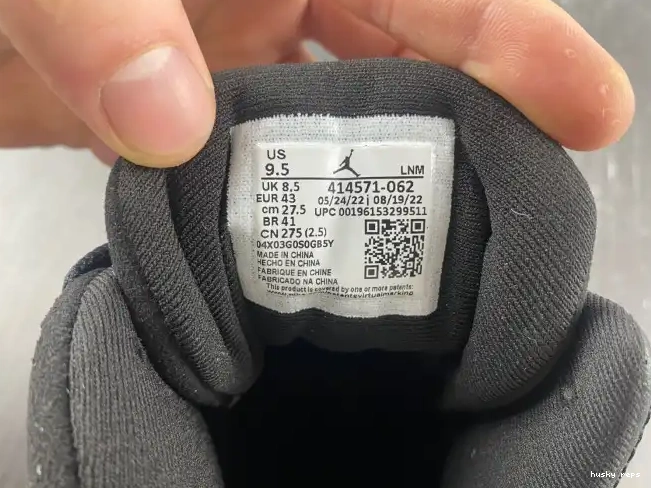 US
9.5
LNM
UK 8,5
414571-062
EUR 43
05/24/22| 08/19/22
cm 27.5
UPC 00196153299511
BR 41
CN 275 (2.5)
04X03G0S0GB5Y
MADE IN CHINA
HECHO EN CHINA
FABRIQUE EN CHINE
FABRICADO NA CHINA
This product is covered by one or more patents:
husky reps